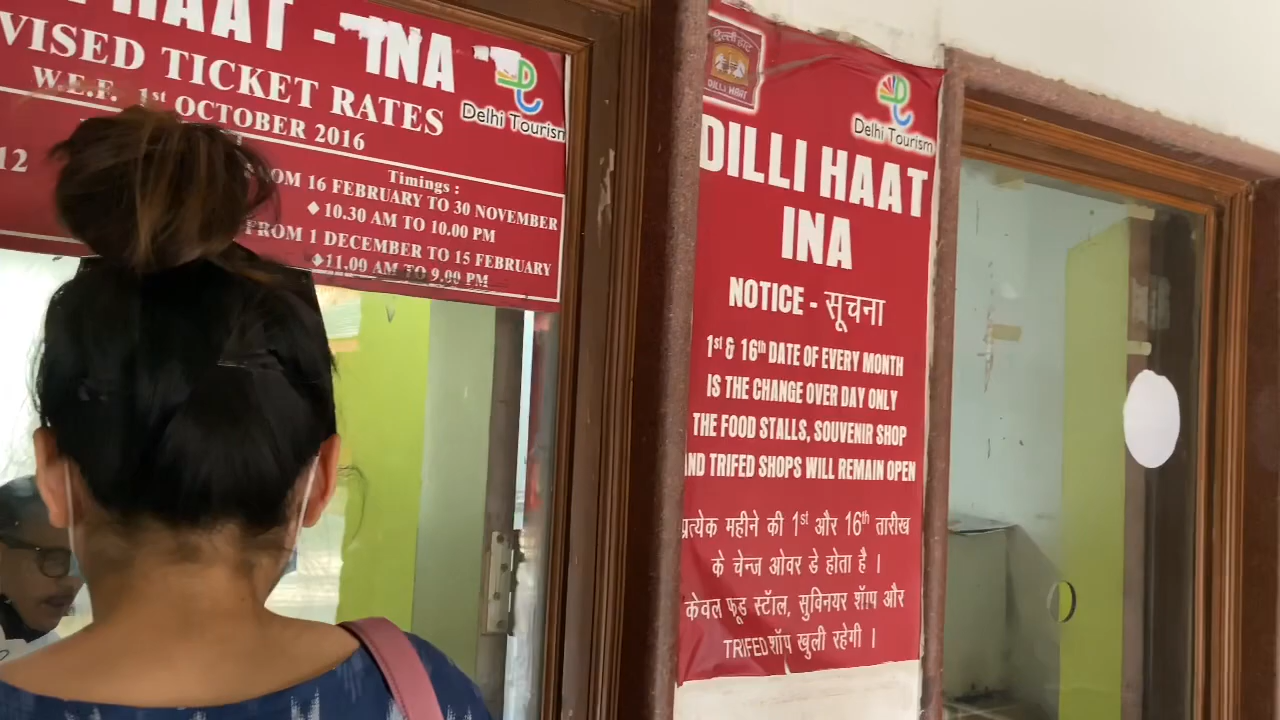 HAAT - INA
VISED TICKET RATES
W.E.F. 1st OCTOBER 2016
Delhi Tourism
12
Timings :
FROM 16 FEBRUARY TO 30 NOVEMBER
10.30 AM TO 10.00 PM
FROM 1 DECEMBER TO 15 FEBRUARY
11.00 AM TO 9.00 PM
दिल्ली हाट
DILLI HAAT
Delhi Tourism
DILLI HAAT
INA
NOTICE - सूचना
1st & 16th DATE OF EVERY MONTH
IS THE CHANGE OVER DAY ONLY
THE FOOD STALLS, SOUVENIR SHOP
AND TRIFED SHOPS WILL REMAIN OPEN
प्रत्येक महीने की 1st और 16th तारीख
के चेन्ज ओवर डे होता है ।
केवल फूड स्टॉल, सुविनयर शॉप और
TRIFED शॉप खुली रहेगी ।